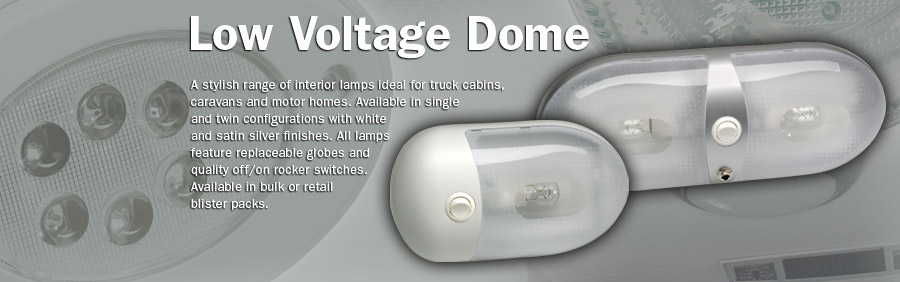 Low Voltage Dome
A stylish range of interior lamps ideal for truck cabins,
caravans and motor homes. Available in single
and twin configurations with white
and satin silver finishes. All lamps
feature replaceable globes and
quality off/on rocker switches.
Available in bulk or retail
blister packs.